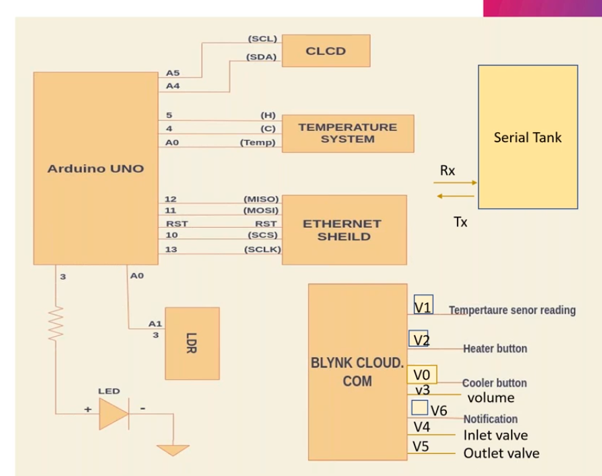 (SCL)
CLCD
(SDA)
A5
A4
5 (H)
4 (C)
A0 (Temp)
TEMPERATURE
SYSTEM
Serial Tank
Arduino UNO
Rx
Tx
12 (MISO)
11 (MOSI)
RST RST
10 (SCS)
13 (SCLK)
ETHERNET
SHEILD
3 A0
A1
3
LDR
LED
+ -
BLYNK CLOUD.
COM
V1 Tempertaure senor reading
V2 Heater button
V0 Cooler button
v3 volume
V6 Notification
V4 Inlet valve
V5 Outlet valve